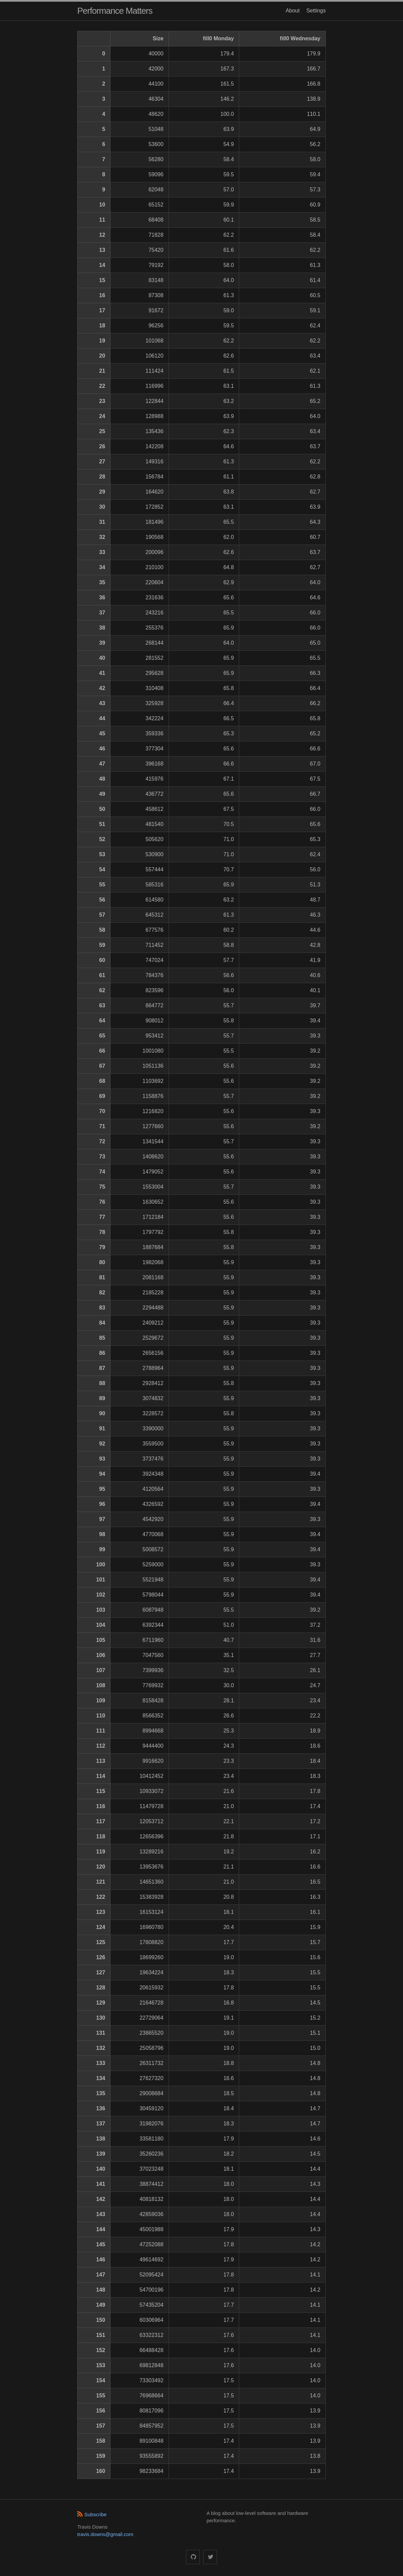 Performance Matters
About Settings
Size fill0 Monday fill0 Wednesday
0 40000 179.4 179.9
1 42000 167.3 166.7
2 44100 161.5 166.8
3 46304 146.2 138.9
4 48620 100.0 110.1
5 51048 63.9 64.9
6 53600 54.9 56.2
7 56280 58.4 58.0
8 59096 59.5 59.4
9 62048 57.0 57.3
10 65152 59.9 60.9
11 68408 60.1 58.5
12 71828 62.2 58.4
13 75420 61.6 62.2
14 79192 58.0 61.3
15 83148 64.0 61.4
16 87308 61.3 60.5
17 91672 59.0 59.1
18 96256 59.5 62.4
19 101068 62.2 62.2
20 106120 62.6 63.4
21 111424 61.5 62.1
22 116996 63.1 61.3
23 122844 63.2 65.2
24 128988 63.9 64.0
25 135436 62.3 63.4
26 142208 64.6 63.7
27 149316 61.3 62.2
28 156784 61.1 62.8
29 164620 63.8 62.7
30 172852 63.1 63.9
31 181496 65.5 64.3
32 190568 62.0 60.7
33 200096 62.6 63.7
34 210100 64.8 62.7
35 220604 62.9 64.0
36 231636 65.6 64.6
37 243216 65.5 66.0
38 255376 65.9 66.0
39 268144 64.0 65.0
40 281552 65.9 65.5
41 295628 65.9 66.3
42 310408 65.8 66.4
43 325928 66.4 66.2
44 342224 66.5 65.8
45 359336 65.3 65.2
46 377304 65.6 66.6
47 396168 66.6 67.0
48 415976 67.1 67.5
49 436772 65.6 66.7
50 458612 67.5 66.0
51 481540 70.5 65.6
52 505620 71.0 65.3
53 530900 71.0 62.4
54 557444 70.7 56.0
55 585316 65.9 51.3
56 614580 63.2 48.7
57 645312 61.3 46.3
58 677576 60.2 44.6
59 711452 58.8 42.8
60 747024 57.7 41.9
61 784376 56.6 40.6
62 823596 56.0 40.1
63 864772 55.7 39.7
64 908012 55.8 39.4
65 953412 55.7 39.3
66 1001080 55.5 39.2
67 1051136 55.6 39.2
68 1103692 55.6 39.2
69 1158876 55.7 39.2
70 1216820 55.6 39.3
71 1277660 55.6 39.2
72 1341544 55.7 39.3
73 1408620 55.6 39.3
74 1479052 55.6 39.3
75 1553004 55.7 39.3
76 1630652 55.6 39.3
77 1712184 55.6 39.3
78 1797792 55.8 39.3
79 1887684 55.8 39.3
80 1982068 55.9 39.3
81 2081168 55.9 39.3
82 2185228 55.9 39.3
83 2294488 55.9 39.3
84 2409212 55.9 39.3
85 2529672 55.9 39.3
86 2656156 55.9 39.3
87 2788964 55.9 39.3
88 2928412 55.8 39.3
89 3074832 55.9 39.3
90 3228572 55.8 39.3
91 3390000 55.9 39.3
92 3559500 55.9 39.3
93 3737476 55.9 39.3
94 3924348 55.9 39.4
95 4120564 55.9 39.3
96 4326592 55.9 39.4
97 4542920 55.9 39.3
98 4770068 55.9 39.4
99 5008572 55.9 39.4
100 5259000 55.9 39.3
101 5521948 55.9 39.4
102 5798044 55.9 39.4
103 6087948 55.5 39.2
104 6392344 51.0 37.2
105 6711960 40.7 31.6
106 7047560 35.1 27.7
107 7399936 32.5 26.1
108 7769932 30.0 24.7
109 8158428 28.1 23.4
110 8566352 26.6 22.2
111 8994668 25.3 18.9
112 9444400 24.3 18.6
113 9916620 23.3 18.4
114 10412452 23.4 18.3
115 10933072 21.6 17.8
116 11479728 21.0 17.4
117 12053712 22.1 17.2
118 12656396 21.8 17.1
119 13289216 19.2 16.2
120 13953676 21.1 16.6
121 14651360 21.0 16.5
122 15383928 20.8 16.3
123 16153124 18.1 16.1
124 16960780 20.4 15.9
125 17808820 17.7 15.7
126 18699260 19.0 15.6
127 19634224 18.3 15.5
128 20615932 17.8 15.5
129 21646728 16.8 14.5
130 22729064 19.1 15.2
131 23865520 19.0 15.1
132 25058796 19.0 15.0
133 26311732 18.8 14.8
134 27627320 16.6 14.8
135 29008684 18.5 14.8
136 30459120 18.4 14.7
137 31982076 18.3 14.7
138 33581180 17.9 14.6
139 35260236 18.2 14.5
140 37023248 18.1 14.4
141 38874412 18.0 14.3
142 40818132 18.0 14.4
143 42859036 18.0 14.4
144 45001988 17.9 14.3
145 47252088 17.8 14.2
146 49614692 17.9 14.2
147 52095424 17.8 14.1
148 54700196 17.8 14.2
149 57435204 17.7 14.1
150 60306964 17.7 14.1
151 63322312 17.6 14.1
152 66488428 17.6 14.0
153 69812848 17.6 14.0
154 73303492 17.5 14.0
155 76968664 17.5 14.0
156 80817096 17.5 13.9
157 84857952 17.5 13.9
158 89100848 17.4 13.9
159 93555892 17.4 13.8
160 98233684 17.4 13.9
Subscribe
Travis Downs
travis.downs@gmail.com
A blog about low-level software and hardware
performance.